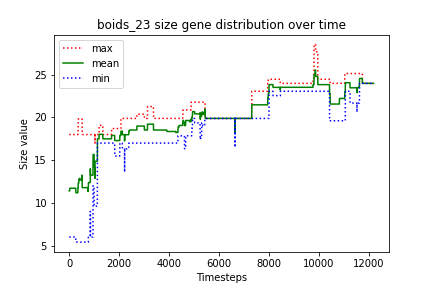 boids_23 size gene distribution over time
max
mean
min
Size value
25
20
15
10
5
0
2000
4000
6000
8000
10000
12000
Timesteps